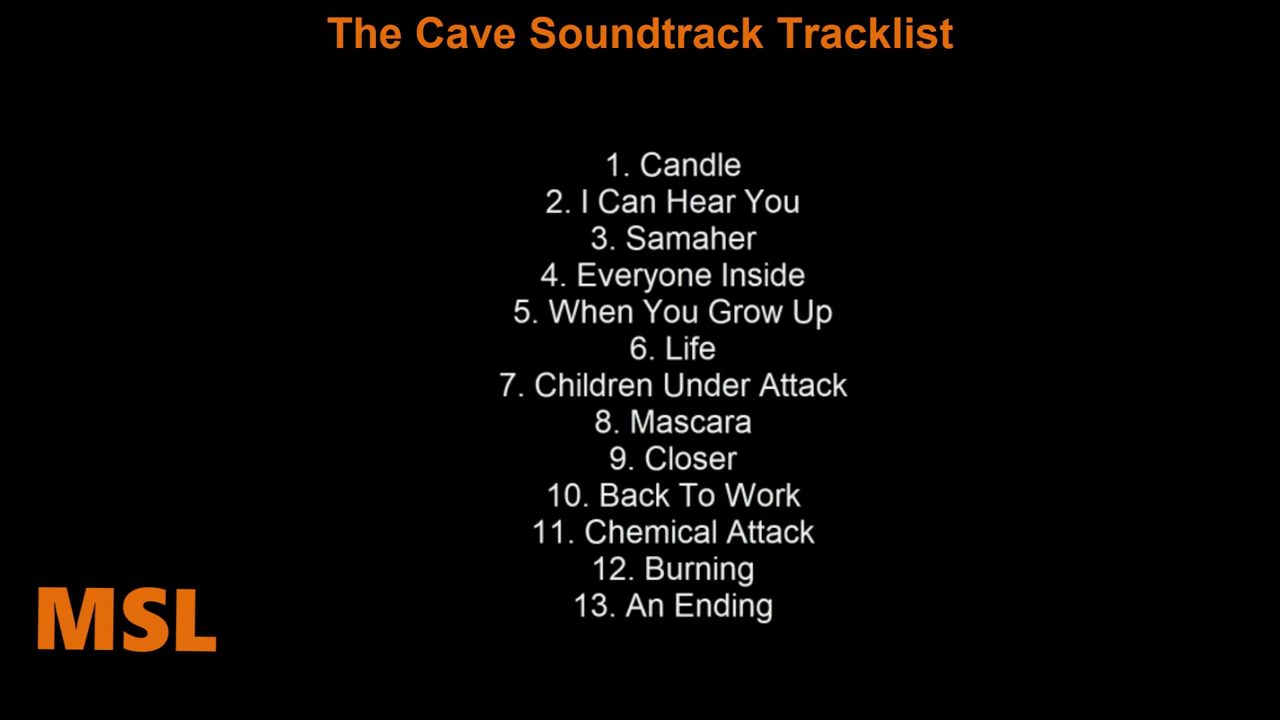 The Cave Soundtrack Tracklist
1. Candle
2. I Can Hear You
3. Samaher
4. Everyone Inside
5. When You Grow Up
6. Life
7. Children Under Attack
8. Mascara
9. Closer
10. Back To Work
11. Chemical Attack
12. Burning
13. An Ending
MSL